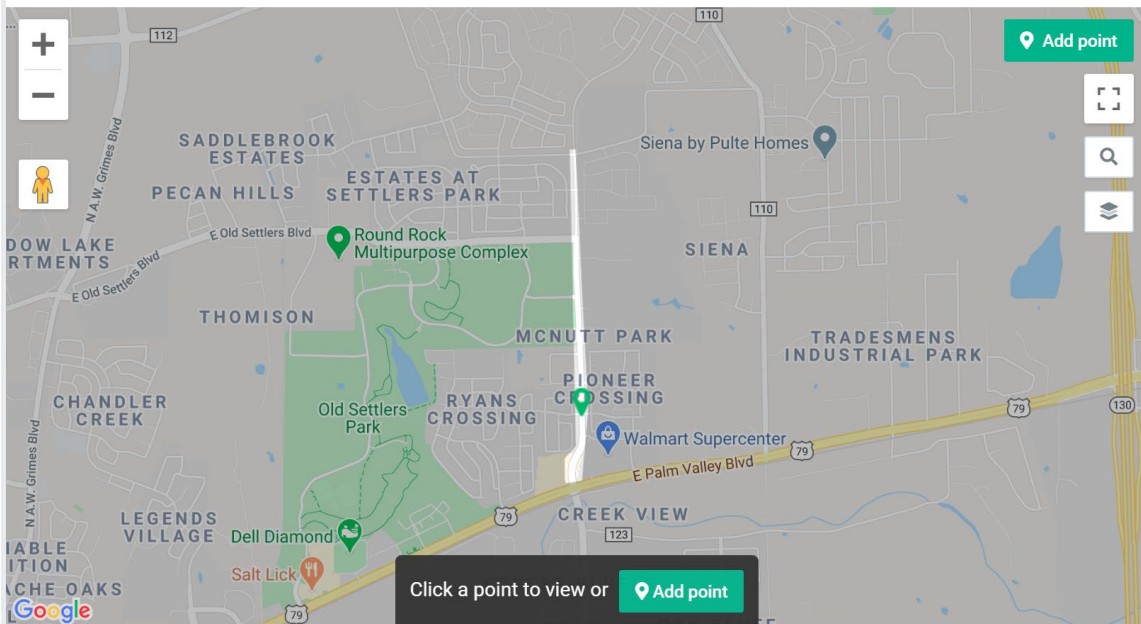 112
110
Add point
N A.W. Grimes Blvd
SADDLEBROOK
ESTATES
Siena by Pulte Homes
ESTATES AT
SETTLERS PARK
PECAN HILLS
110
E Old Settlers Blvd
Round Rock
Multipurpose Complex
DOW LAKE
RTMENTS
SIENA
E Old Settlers Blvd
THOMISON
MCNUTT PARK
TRADESMENS
INDUSTRIAL PARK
PIONEER
CROSSING
CHANDLER
CREEK
RYANS
CROSSING
Old Settlers
Park
79
130
Walmart Supercenter
79
N A.W. Grimes Blvd
E Palm Valley Blvd
LEGENDS
VILLAGE
79
CREEK VIEW
123
Dell Diamond
IABLE
ITION
Salt Lick
ACHE OAKS
Click a point to view or
Add point
Google
79